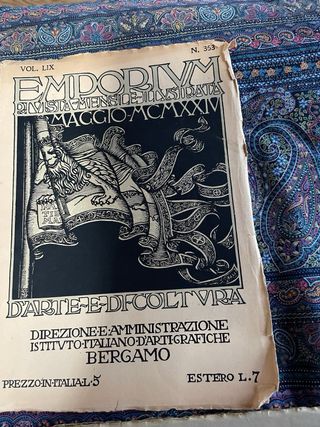 VOL. LIX N. 353
EMPORIVM
RIVISTA·MENSILE·ILLVSTRATA
MAGGIO·MCMXXIV
D'ARTE·E·DI·COLTVRA
DIREZIONE·E·AMMINISTRAZIONE
ISTITVTO·ITALIANO·D'ARTI·GRAFICHE
BERGAMO
PREZZO·IN·ITALIA·L·5 ESTERO L.7